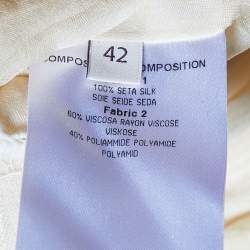 42
COMPOS COMPOSITION
1
100% SETA SILK
SOIE SEIDE SEDA
Fabric 2
60% VISCOSA RAYON VISCOSE
VISKOSE
40% POLIAMMIDE POLYAMIDE
POLYAMID